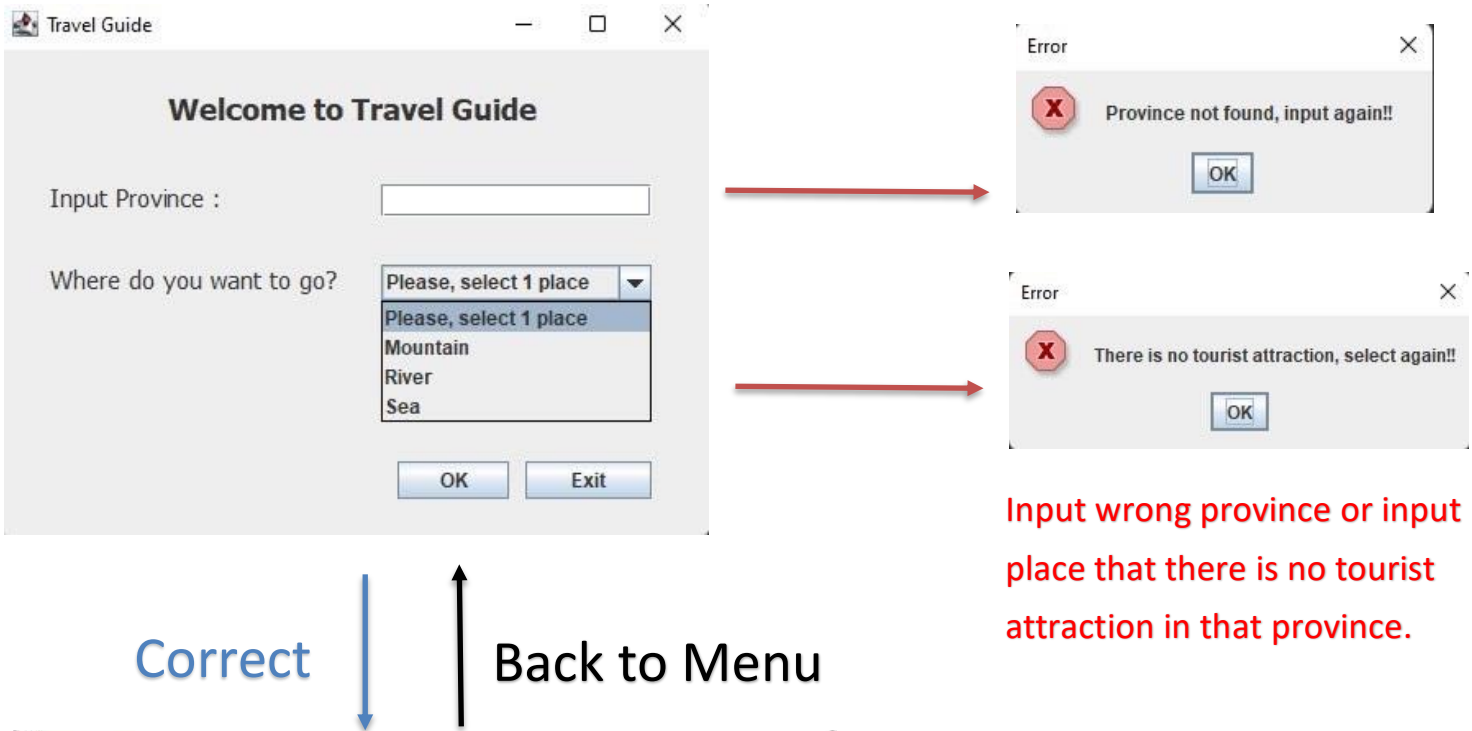 Travel Guide
Welcome to Travel Guide
Input Province :
Where do you want to go?
Please, select 1 place
Please, select 1 place
Mountain
River
Sea
OK
Exit
Error
X
Province not found, input again!!
OK
Error
X
There is no tourist attraction, select again!!
OK
Input wrong province or input
place that there is no tourist
attraction in that province.
Correct
Back to Menu